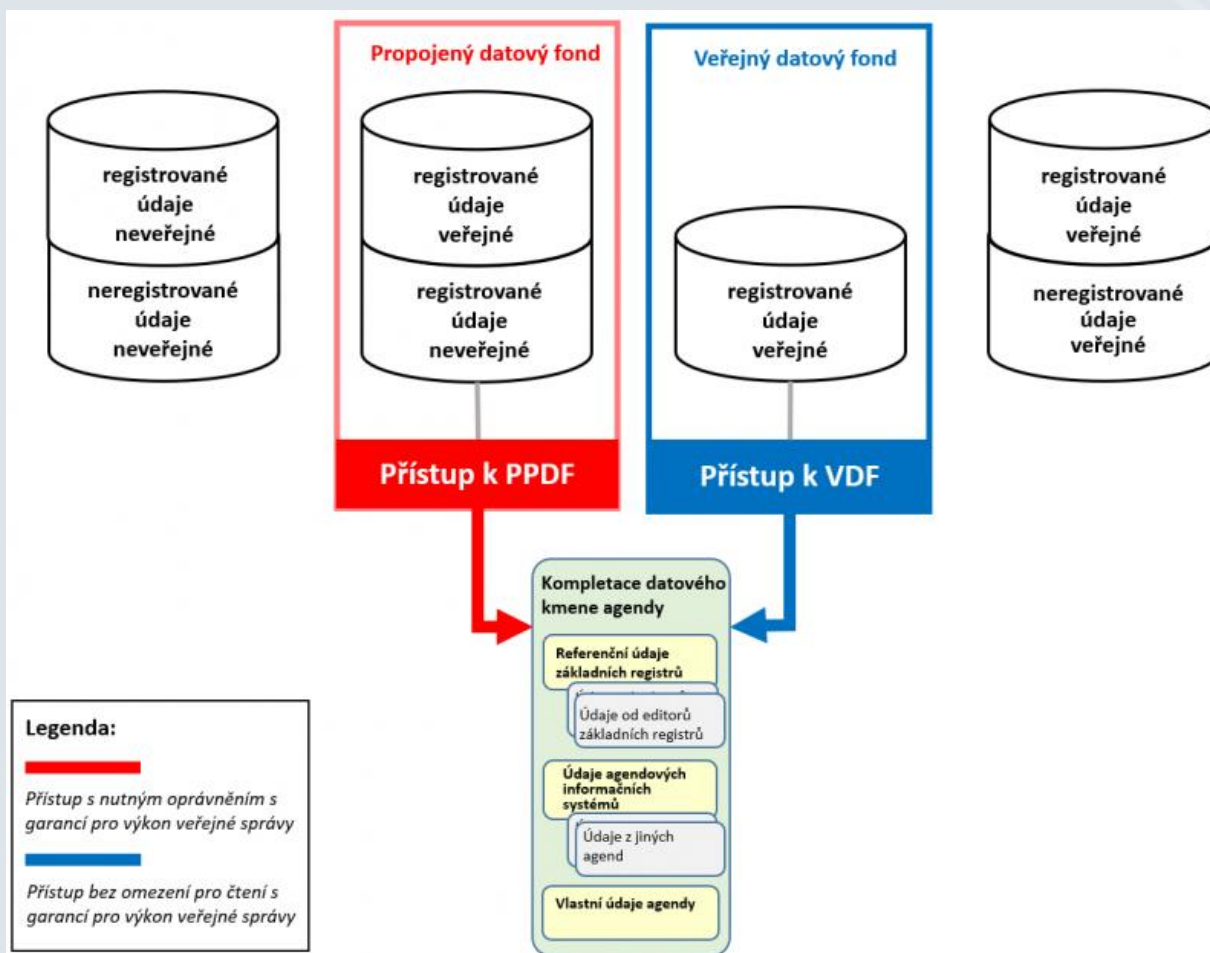 Propojený datový fond
Veřejný datový fond
registrované
údaje
neveřejné
neregistrované
údaje
neveřejné
registrované
údaje
veřejné
registrované
údaje
neveřejné
registrované
údaje
veřejné
registrované
údaje
veřejné
neregistrované
údaje
veřejné
Přístup k PPDF
Přístup k VDF
Kompletace datového
kmene agendy
Referenční údaje
základních registrů
Údaje od editorů
základních registrů
Údaje agendových
informačních
systémů
Údaje z jiných
agend
Vlastní údaje agendy
Legenda:
Přístup s nutným oprávněním s
garancí pro výkon veřejné správy
Přístup bez omezení pro čtení s
garancí pro výkon veřejné správy